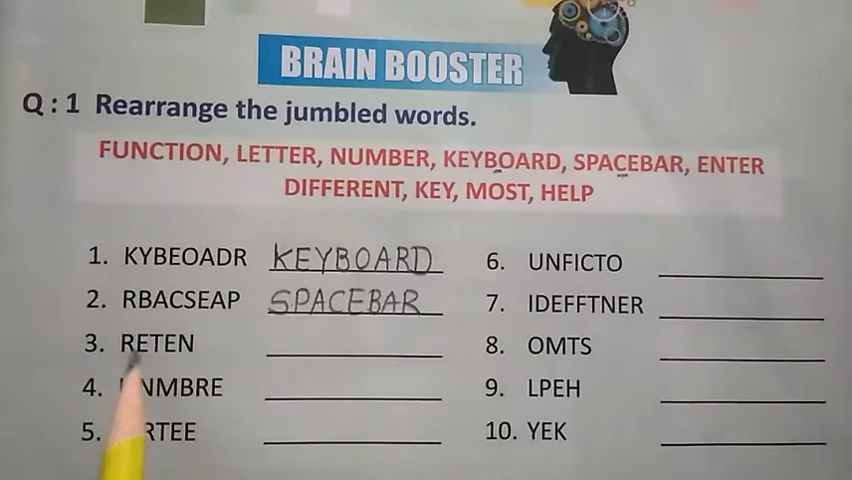 BRAIN BOOSTER
Q : 1 Rearrange the jumbled words.
FUNCTION, LETTER, NUMBER, KEYBOARD, SPACEBAR, ENTER
DIFFERENT, KEY, MOST, HELP
1. KYBEOADR KEYBOARD 6. UNFICTO
2. RBACSEAP SPACEBAR 7. IDEFFTNER
3. RETEN 8. OMTS
4. 9. LPEH
5. 10. YEK